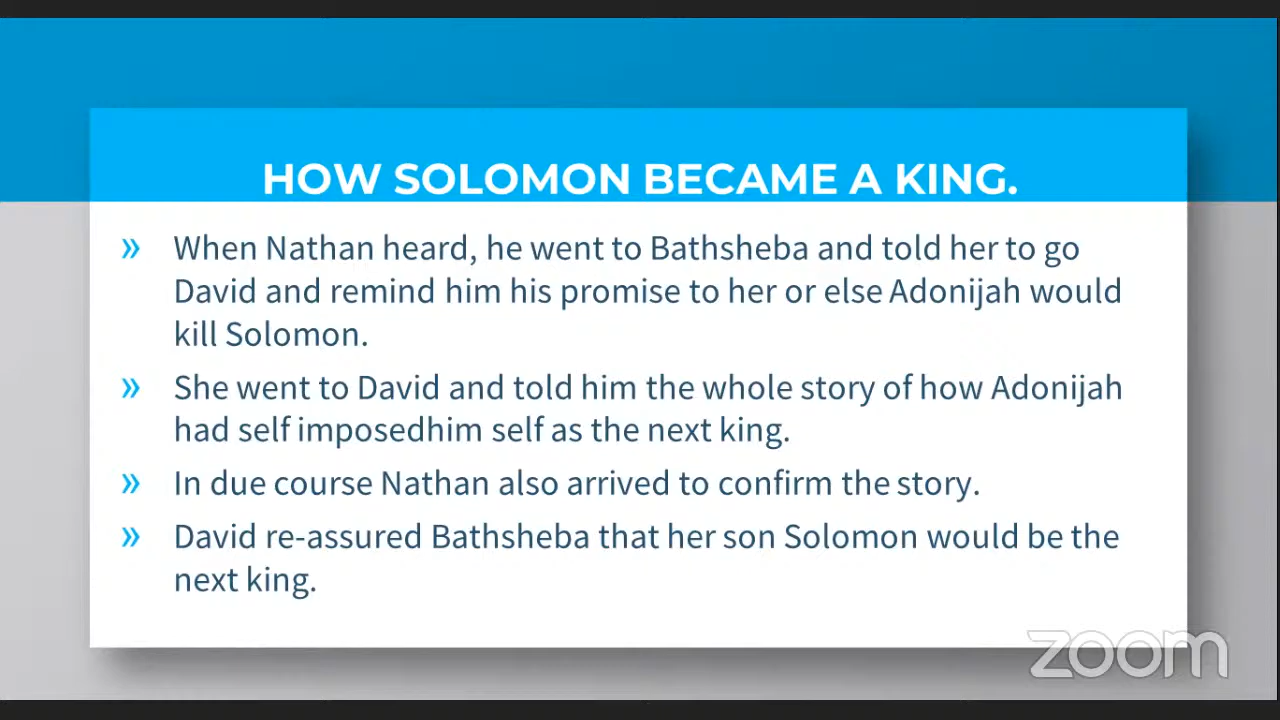 HOW SOLOMON BECAME A KING.
» When Nathan heard, he went to Bathsheba and told her to go
David and remind him his promise to her or else Adonijah would
kill Solomon.
» She went to David and told him the whole story of how Adonijah
had self imposedhim self as the next king.
» In due course Nathan also arrived to confirm the story.
» David re-assured Bathsheba that her son Solomon would be the
next king.
zoom